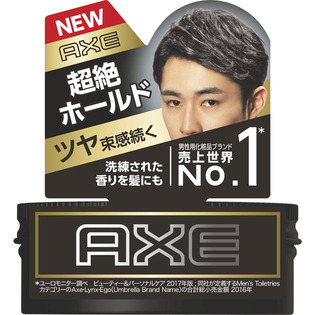 NEW
AXE
超絶
ホールド
ツヤ束感続く
洗練された
香りを髪にも
男性用化粧品ブランド
売上世界
No.1*
AXE
*ユーロモニター調べ ビューティー&パーソナルケア 2017年版；同社が定義するMen's Toiletries
カテゴリーのAxe-Lynx-Ego(Umbrella Brand Name)の合計総小売金額 2016年